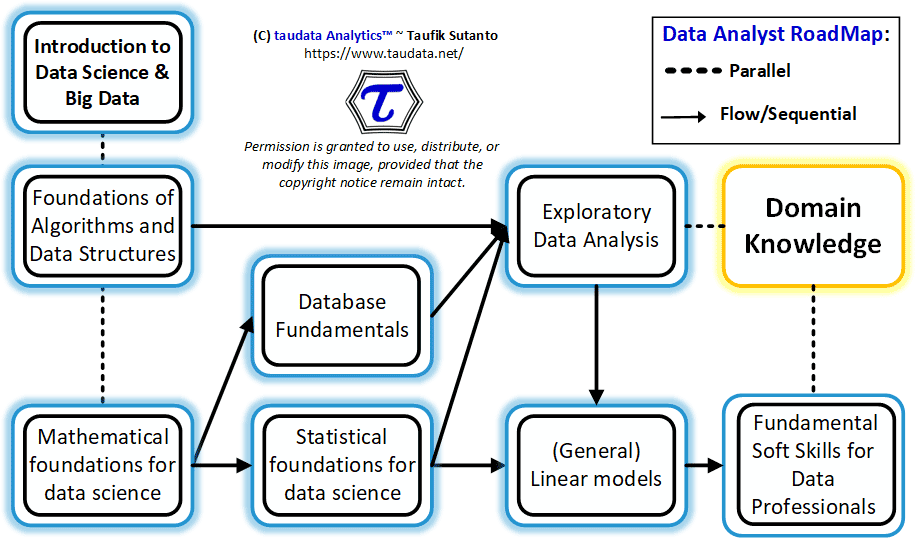 Introduction to
Data Science &
Big Data
(C) taudata Analytics™ ~ Taufik Sutanto
https://www.taudata.net/
τ
Permission is granted to use, distribute, or
modify this image, provided that the
copyright notice remain intact.
Data Analyst RoadMap:
Parallel
Flow/Sequential
Foundations of
Algorithms and
Data Structures
Exploratory
Data Analysis
Domain
Knowledge
Database
Fundamentals
Mathematical
foundations for
data science
Statistical
foundations for
data science
(General)
Linear models
Fundamental
Soft Skills for
Data
Professionals